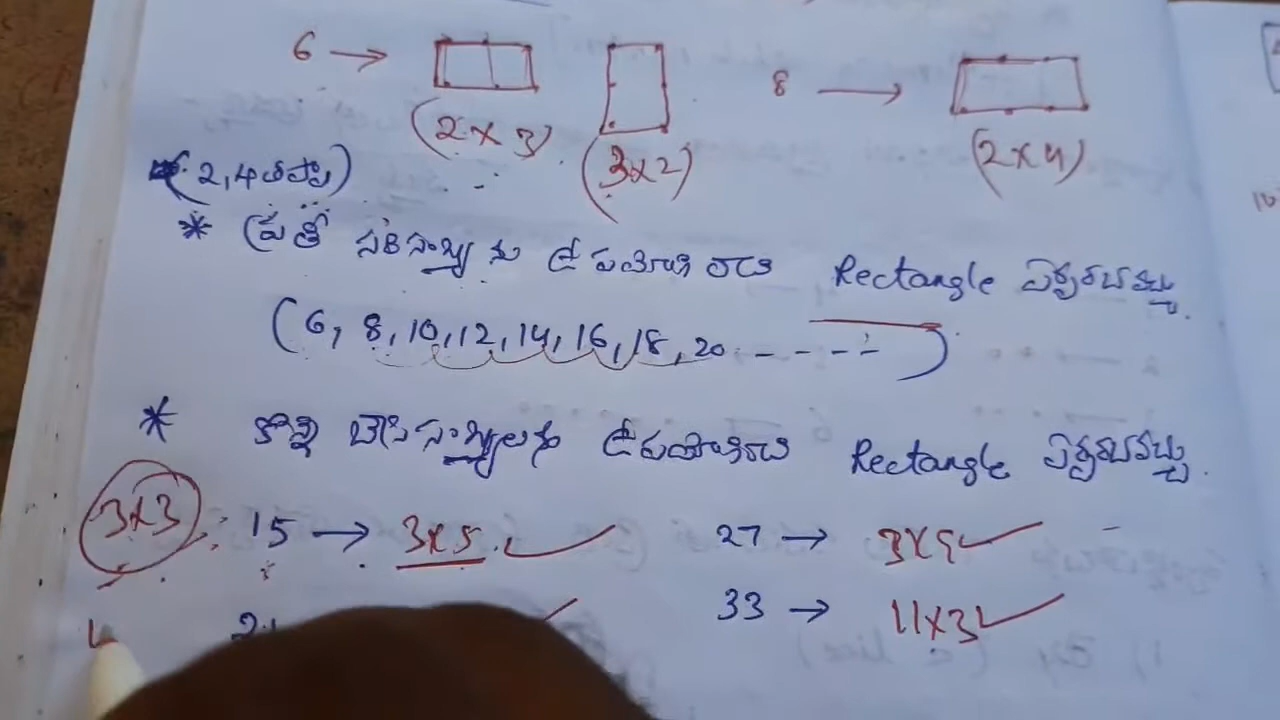 6 → 8 →
(2×3) (3×2) (2×4)
(2,4 తప్ప)
* ప్రతీ సరిసంఖ్య ను ఉపయోగించి Rectangle ఏర్పరచవచ్చు.
(6, 8, 10, 12, 14, 16, 18, 20 - - - -)
* కొన్ని బేసి సంఖ్యలను ఉపయోగించి Rectangle ఏర్పరచవచ్చు.
3×3 15 → 3×5 ✓ 27 → 3×9 ✓
33 → 11×3 ✓